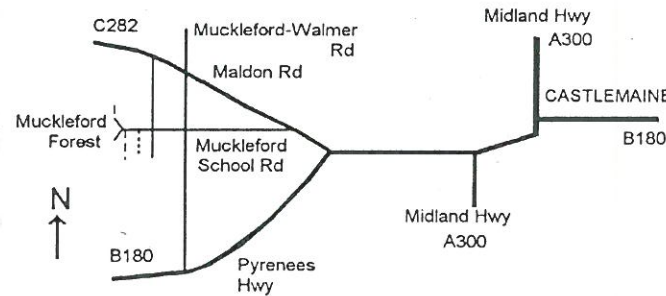 Midland Hwy
A300
C282
Muckleford-Walmer
Rd
Maldon Rd
CASTLEMAINE
Muckleford
Forest
Muckleford
School Rd
B180
N
Midland Hwy
A300
B180
Pyrenees
Hwy